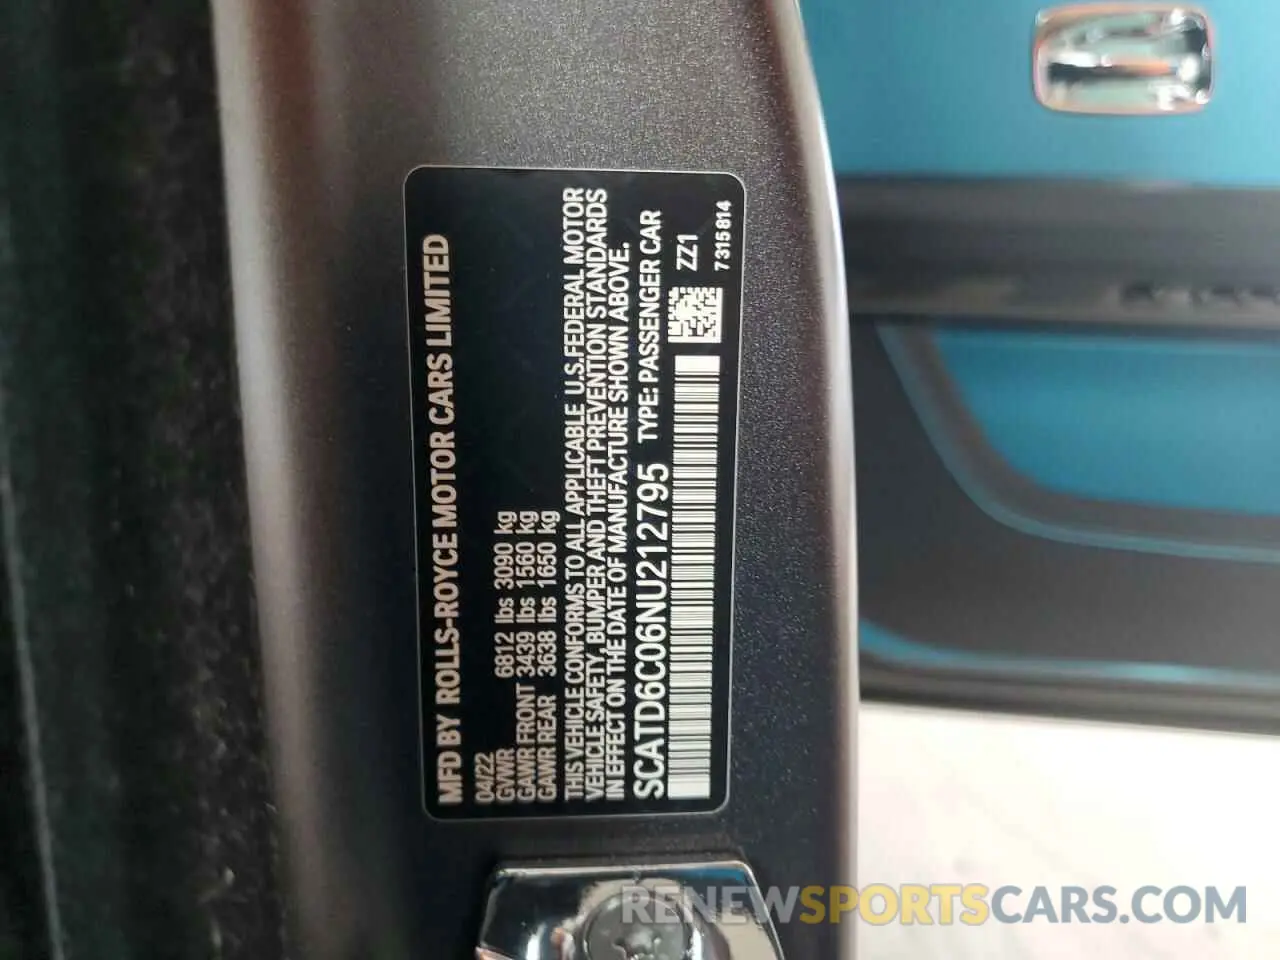 MFD BY ROLLS-ROYCE MOTOR CARS LIMITED
04/22
GVWR 6812 lbs 3090 kg
GAWR FRONT 3439 lbs 1560 kg
GAWR REAR 3638 lbs 1650 kg
THIS VEHICLE CONFORMS TO ALL APPLICABLE U.S.FEDERAL MOTOR
VEHICLE SAFETY, BUMPER AND THEFT PREVENTION STANDARDS
IN EFFECT ON THE DATE OF MANUFACTURE SHOWN ABOVE.
SCATD6C06NU212795 TYPE: PASSENGER CAR
ZZ1
7315814
RENEWSPORTSCARS.COM